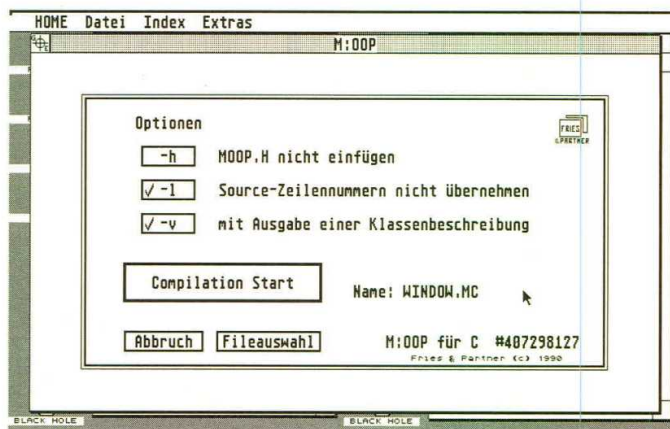 HOME Datei Index Extras
M:OOP
Optionen
FRIES
& PARTNER
-h MOOP.H nicht einfügen
✓ -l Source-Zeilennummern nicht übernehmen
✓ -v mit Ausgabe einer Klassenbeschreibung
Compilation Start
Name: WINDOW.MC
Abbruch Fileauswahl
M:OOP für C #407298127
Fries & Partner (c) 1990
BLACK HOLE BLACK HOLE